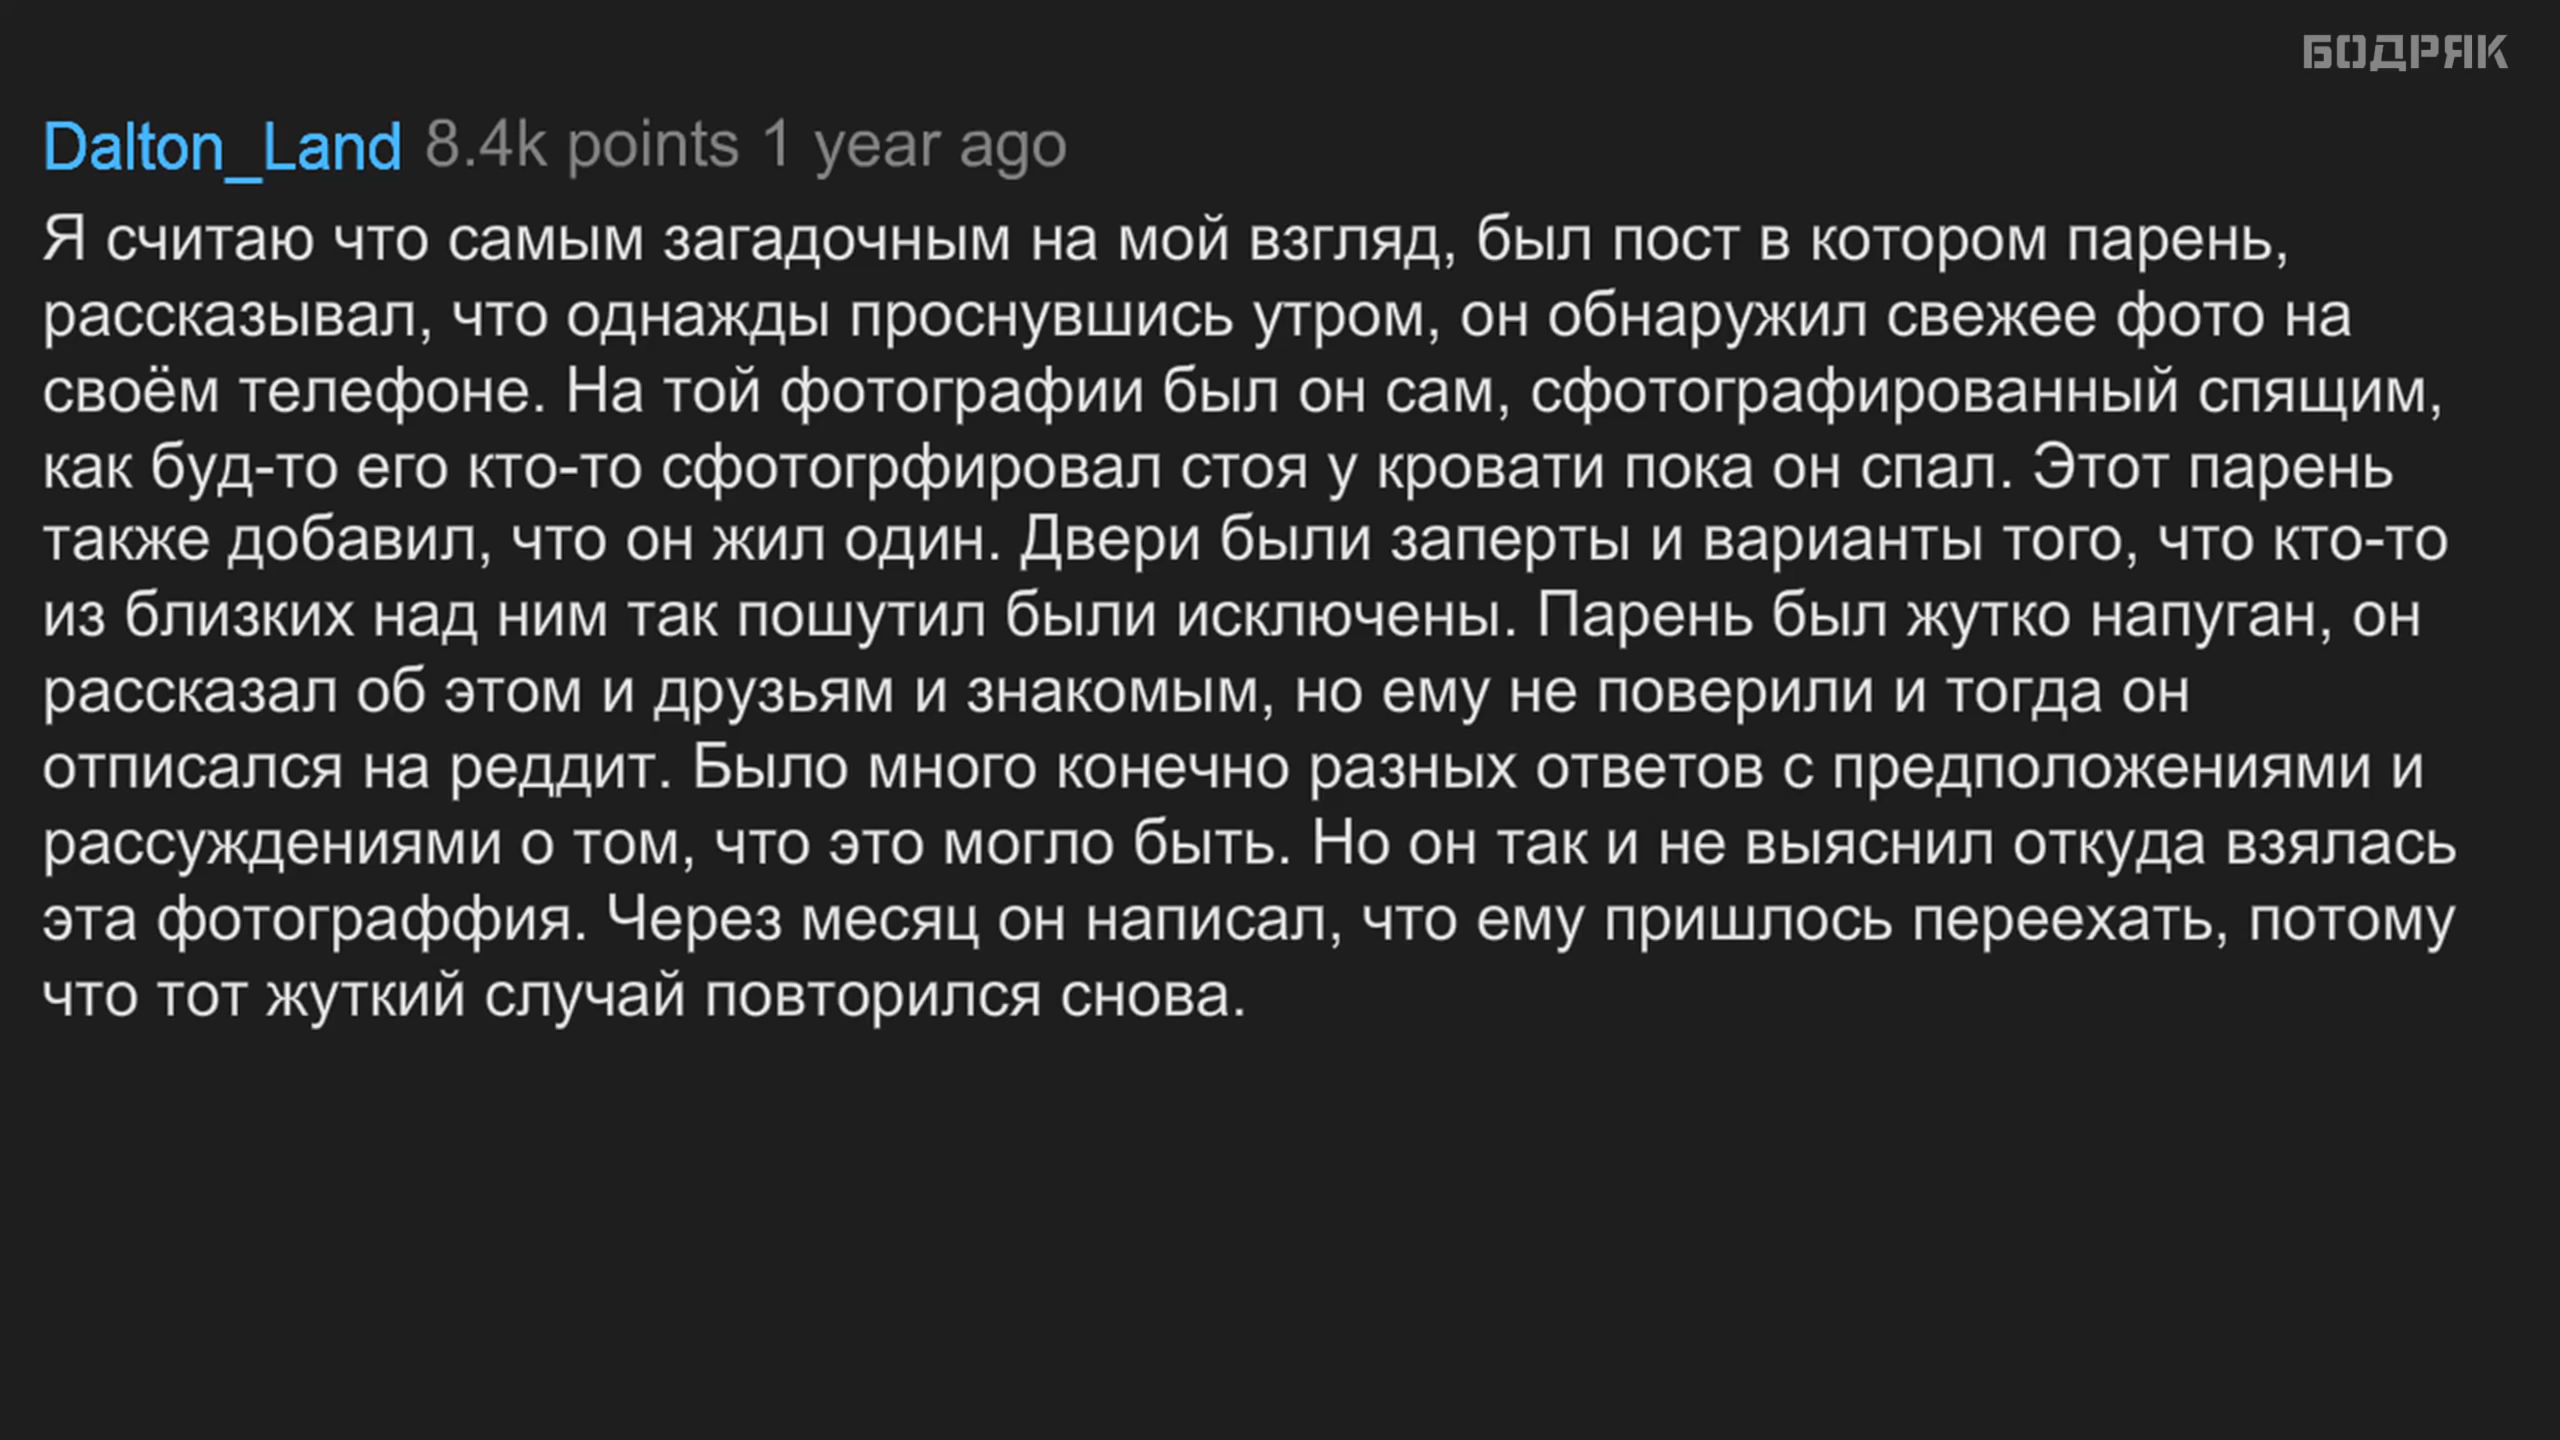 БОДРЯК
Dalton_Land 8.4k points 1 year ago
Я считаю что самым загадочным на мой взгляд, был пост в котором парень,
рассказывал, что однажды проснувшись утром, он обнаружил свежее фото на
своём телефоне. На той фотографии был он сам, сфотографированный спящим,
как буд-то его кто-то сфотогрфировал стоя у кровати пока он спал. Этот парень
также добавил, что он жил один. Двери были заперты и варианты того, что кто-то
из близких над ним так пошутил были исключены. Парень был жутко напуган, он
рассказал об этом и друзьям и знакомым, но ему не поверили и тогда он
отписался на реддит. Было много конечно разных ответов с предположениями и
рассуждениями о том, что это могло быть. Но он так и не выяснил откуда взялась
эта фотограффия. Через месяц он написал, что ему пришлось переехать, потому
что тот жуткий случай повторился снова.